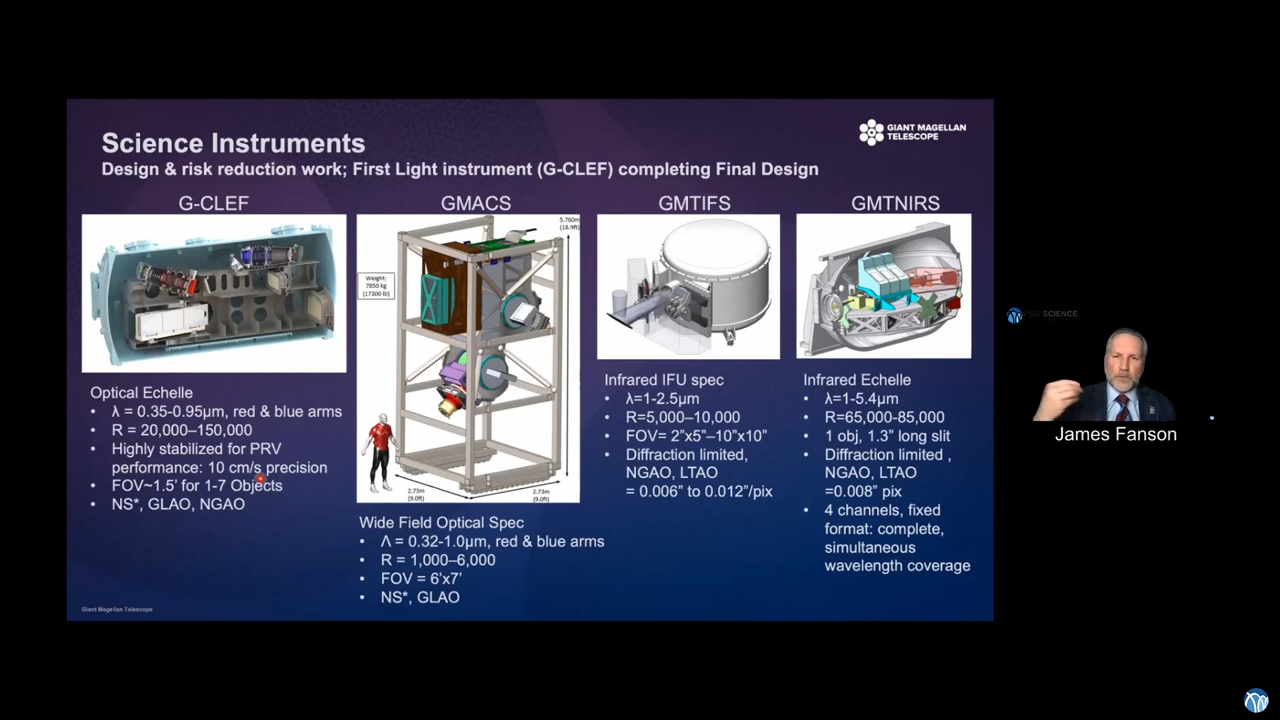 Science Instruments
GIANT MAGELLAN
TELESCOPE
Design & risk reduction work; First Light instrument (G-CLEF) completing Final Design
G-CLEF
Optical Echelle
• λ = 0.35-0.95μm, red & blue arms
• R = 20,000–150,000
• Highly stabilized for PRV
performance: 10 cm/s precision
• FOV~1.5' for 1-7 Objects
• NS*, GLAO, NGAO
GMACS
5.760m
(18.9ft)
Weight:
7850 kg
(17300 lb)
2.73m
(9.0ft)
2.73m
(9.0ft)
Wide Field Optical Spec
• Λ = 0.32-1.0μm, red & blue arms
• R = 1,000–6,000
• FOV = 6'x7'
• NS*, GLAO
GMTIFS
Infrared IFU spec
• λ=1-2.5μm
• R=5,000–10,000
• FOV= 2”x5”–10”x10”
• Diffraction limited,
NGAO, LTAO
= 0.006” to 0.012”/pix
GMTNIRS
Infrared Echelle
• λ=1-5.4μm
• R=65,000-85,000
• 1 obj, 1.3” long slit
• Diffraction limited ,
NGAO, LTAO
=0.008” pix
• 4 channels, fixed
format: complete,
simultaneous
wavelength coverage
Giant Magellan Telescope
PSW SCIENCE
James Fanson